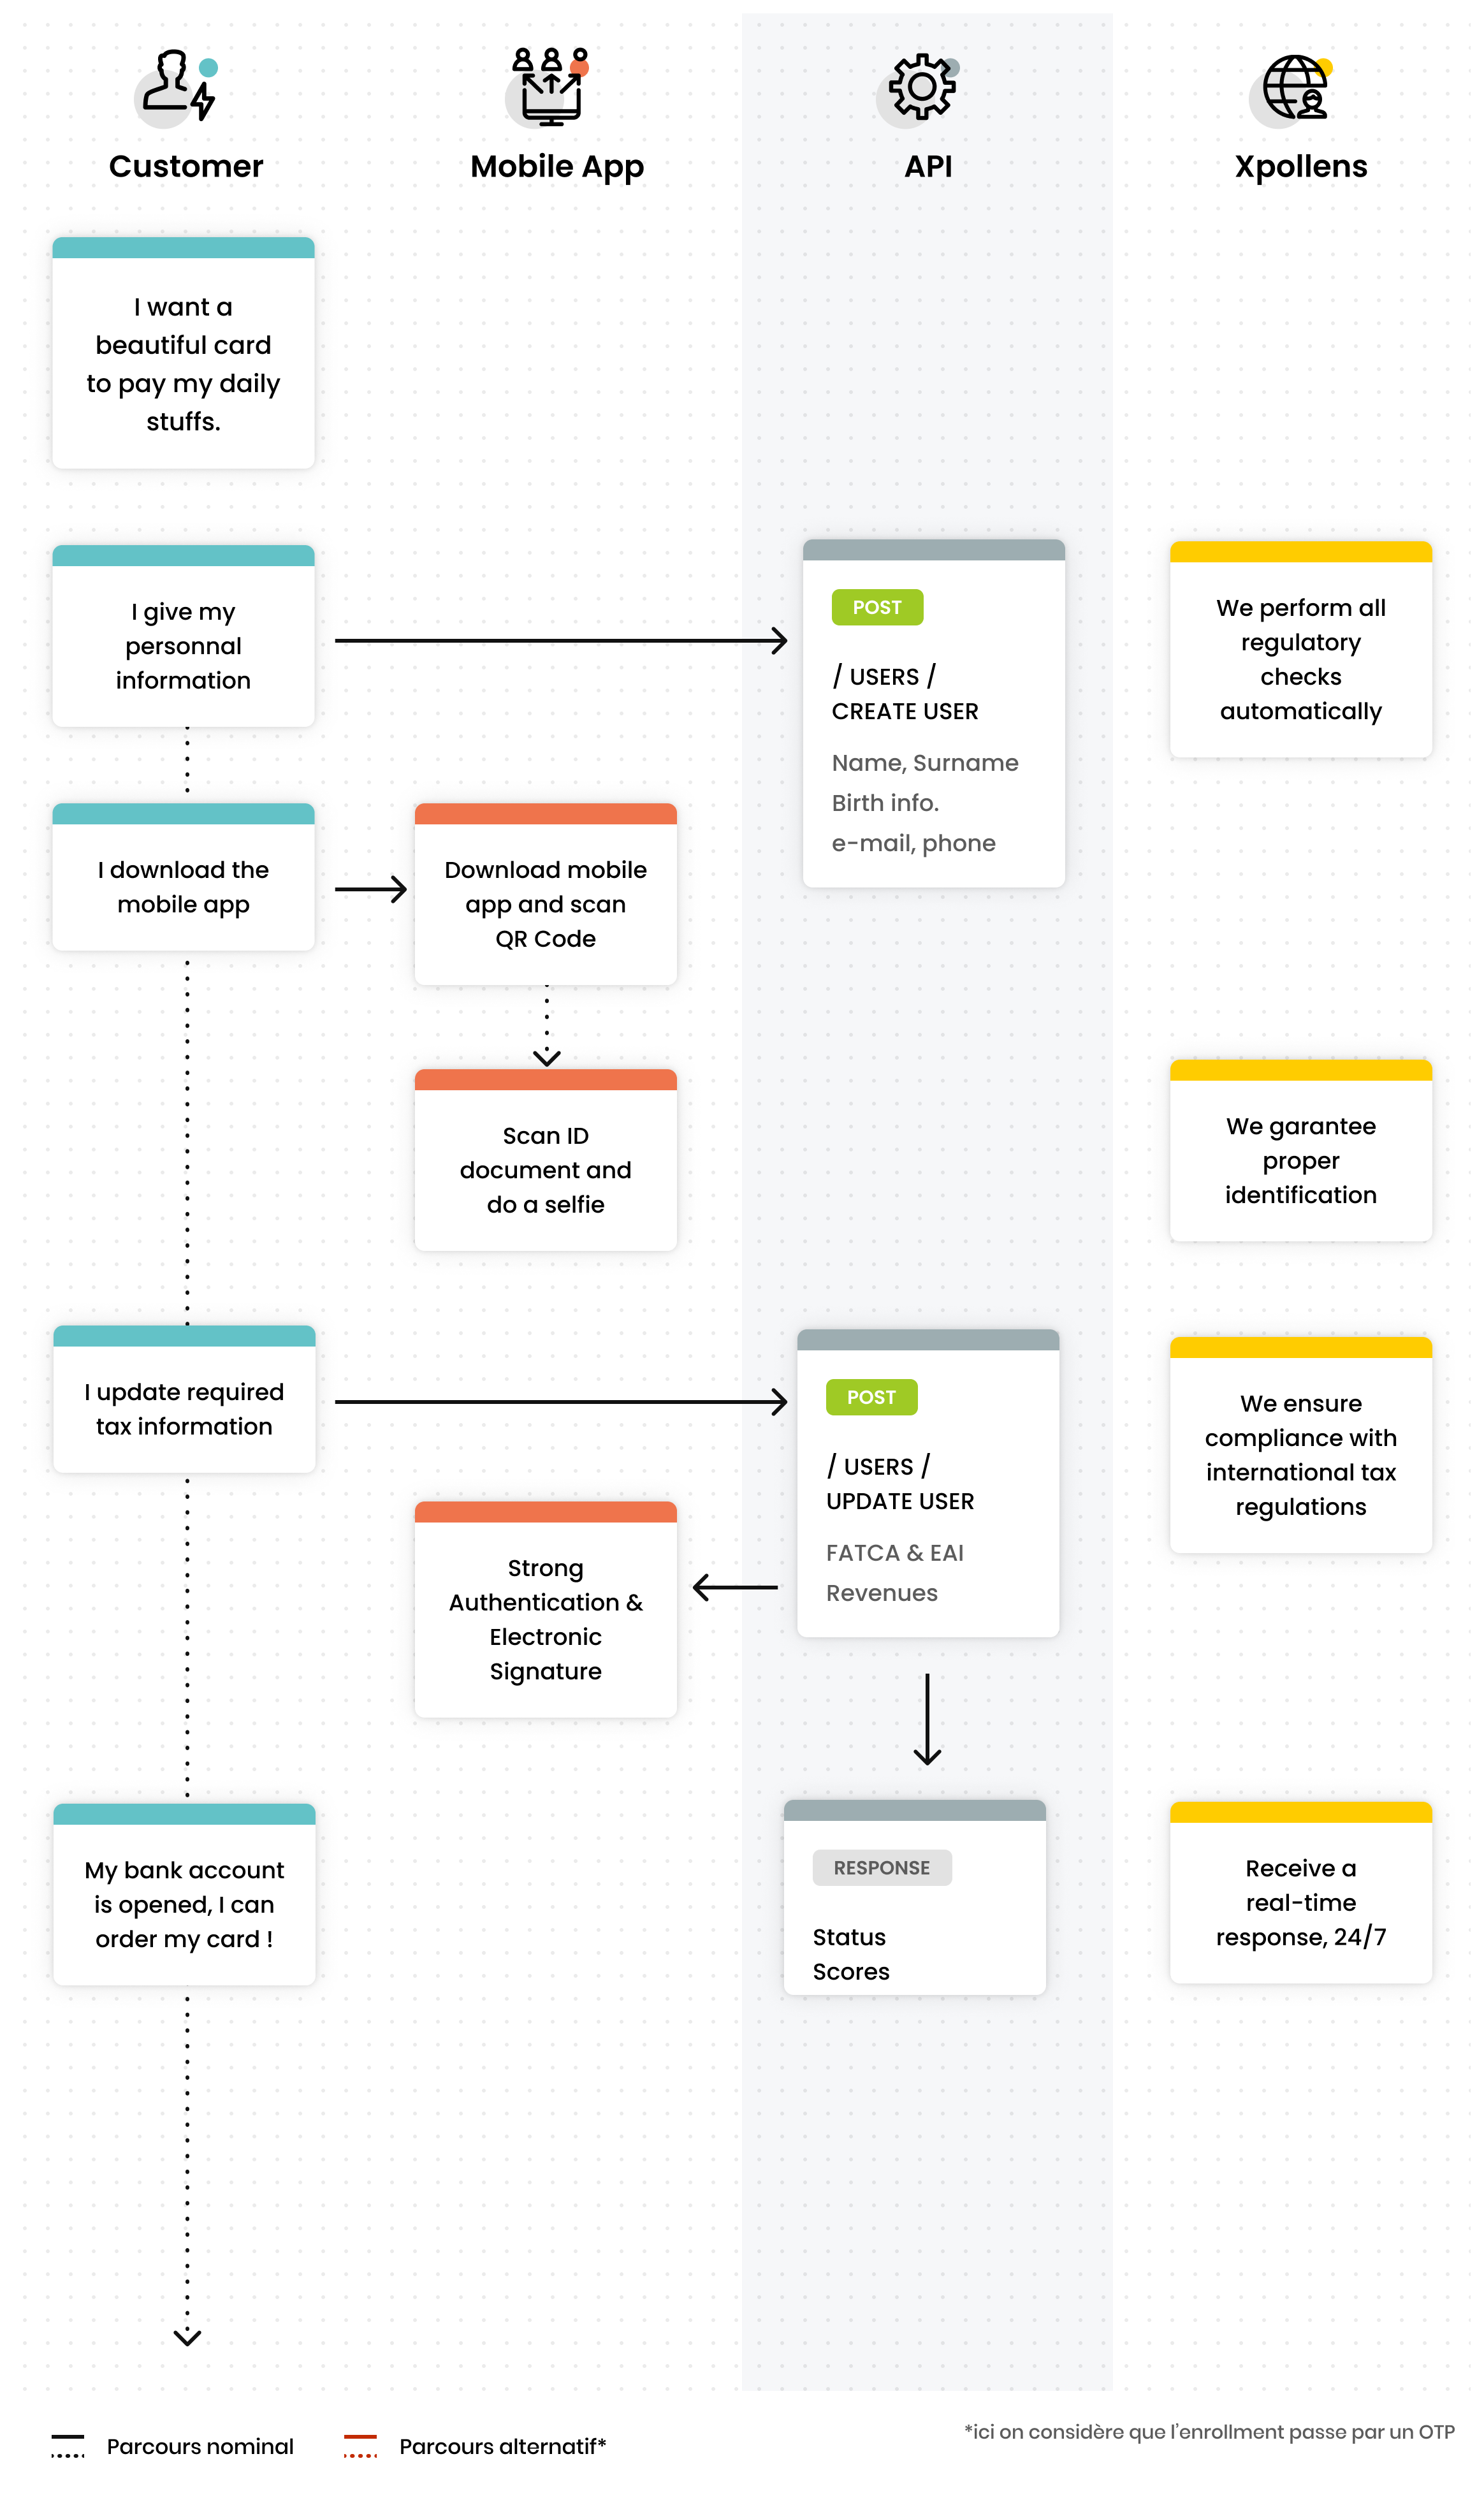 Customer
Mobile App
API
Xpollens
I want a
beautiful card
to pay my daily
stuffs.
I give my
personnal
information
POST
/ USERS /
CREATE USER
Name, Surname
Birth info.
e-mail, phone
We perform all
regulatory
checks
automatically
I download the
mobile app
Download mobile
app and scan
QR Code
Scan ID
document and
do a selfie
We garantee
proper
identification
I update required
tax information
POST
/ USERS /
UPDATE USER
FATCA & EAI
Revenues
We ensure
compliance with
international tax
regulations
Strong
Authentication &
Electronic
Signature
My bank account
is opened, I can
order my card !
RESPONSE
Status
Scores
Receive a
real-time
response, 24/7
Parcours nominal
Parcours alternatif*
*ici on considère que l'enrollment passe par un OTP